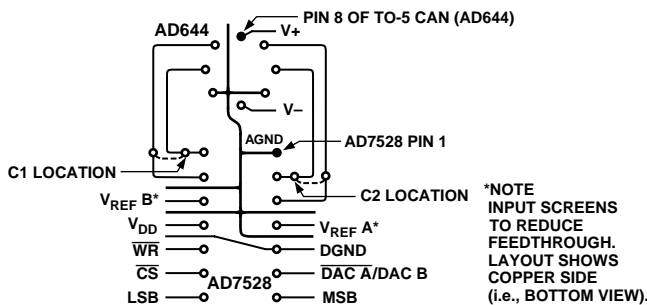 PIN 8 OF TO-5 CAN (AD644)
AD644
V+
V–
AGND
AD7528 PIN 1
C1 LOCATION
C2 LOCATION
VREF B*
VDD
VREF A*
WR
DGND
CS
AD7528
DAC A/DAC B
LSB
MSB
*NOTE
INPUT SCREENS
TO REDUCE
FEEDTHROUGH.
LAYOUT SHOWS
COPPER SIDE
(i.e., BOTTOM VIEW).